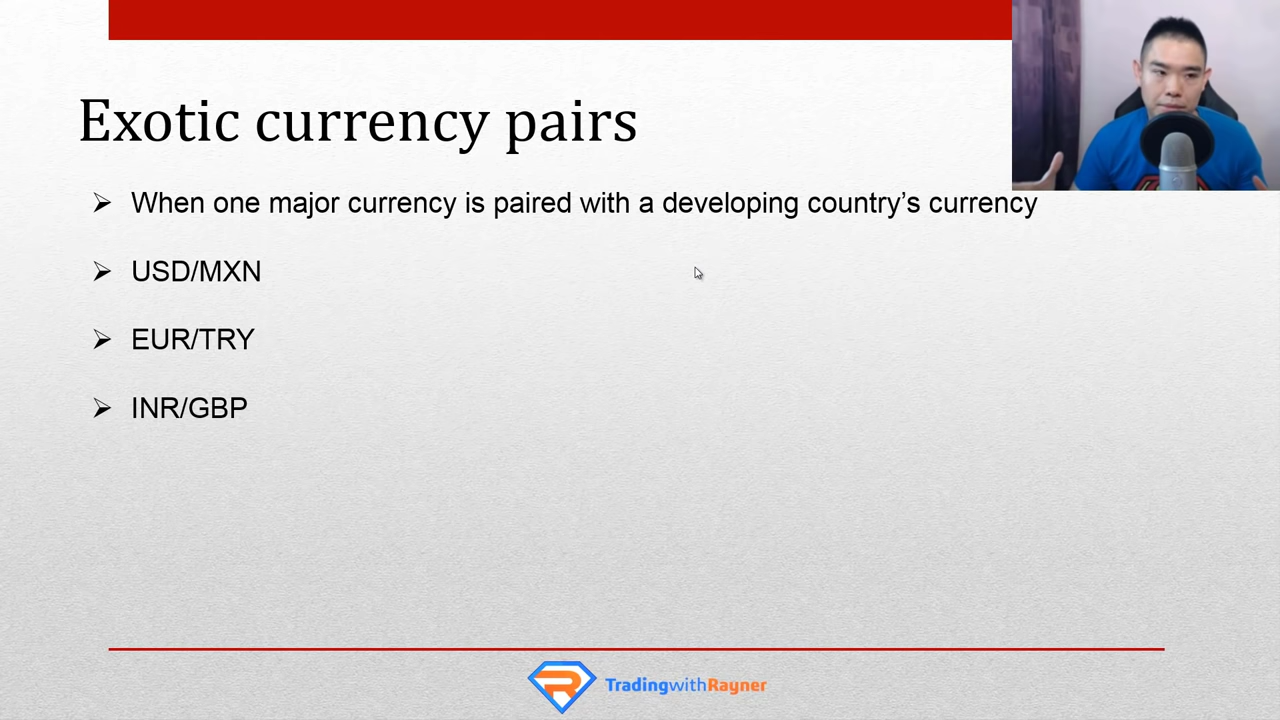 Exotic currency pairs
When one major currency is paired with a developing country’s currency
USD/MXN
EUR/TRY
INR/GBP
TradingwithRayner